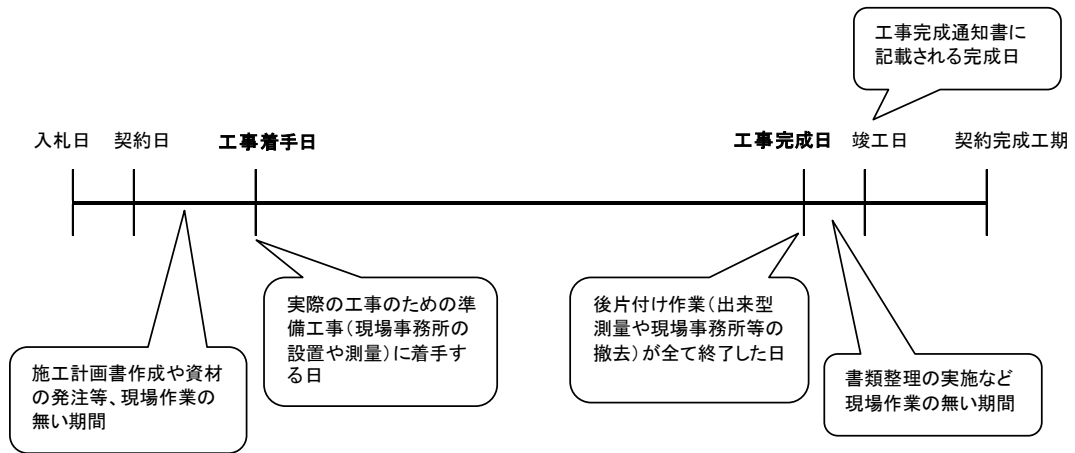 工事完成通知書に
記載される完成日
入札日 契約日 工事着手日 工事完成日 竣工日 契約完成工期
実際の工事のための準
備工事（現場事務所の
設置や測量）に着手す
る日
後片付け作業（出来型
測量や現場事務所等の
撤去）が全て終了した日
施工計画書作成や資材
の発注等、現場作業の
無い期間
書類整理の実施など
現場作業の無い期間